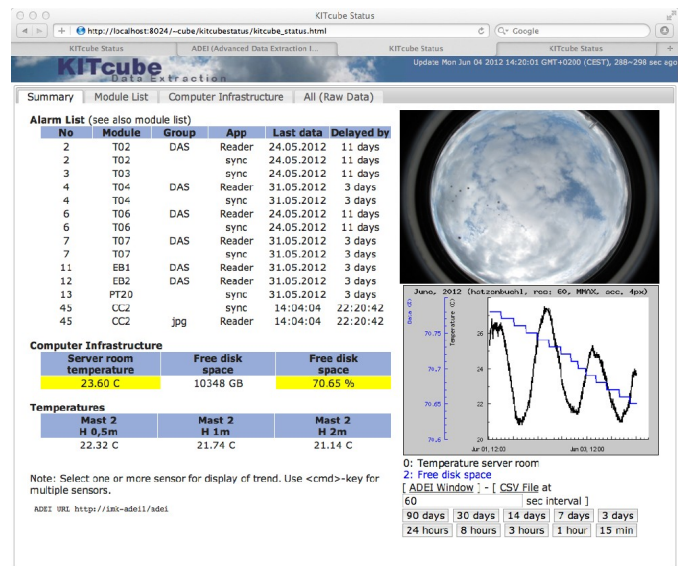 KITcube Status
http://localhost:8024/~cube/kitcubestatus/kitcube_status.html
Google
KITcube Status
ADEI (Advanced Data Extraction I...
KITcube Status
KITcube Status
KITcube
Data Extraction
Update Mon Jun 04 2012 14:20:01 GMT+0200 (CEST), 288~298 sec ago
Summary Module List Computer Infrastructure All (Raw Data)
Alarm List (see also module list)
No Module Group App Last data Delayed by
2 T02 DAS Reader 24.05.2012 11 days
2 T02 sync 24.05.2012 11 days
3 T03 sync 24.05.2012 11 days
4 T04 DAS Reader 31.05.2012 3 days
4 T04 sync 31.05.2012 3 days
6 T06 DAS Reader 24.05.2012 11 days
6 T06 sync 24.05.2012 11 days
7 T07 DAS Reader 31.05.2012 3 days
7 T07 sync 31.05.2012 3 days
11 EB1 DAS Reader 31.05.2012 3 days
12 EB2 DAS Reader 31.05.2012 3 days
13 PT20 sync 31.05.2012 3 days
45 CC2 sync 14:04:04 22:20:42
45 CC2 jpg Reader 14:04:04 22:20:42
Computer Infrastructure
Server room temperature Free disk space Free disk space
23.60 C 10348 GB 70.65 %
Temperatures
Mast 2 H 0,5m Mast 2 H 1m Mast 2 H 2m
22.32 C 21.74 C 21.14 C
Note: Select one or more sensor for display of trend. Use <cmd>-key for
multiple sensors.
ADEI URL http://imk-adei1/adei
June, 2012 (hatzenbuehl, res: 60, MMAX, acc. 4px)
Temperature (C)
70.75
70.7
70.65
70.6
26
24
22
20
Jun 01, 12:00 Jun 03, 12:00
0: Temperature server room
2: Free disk space
[ ADEI Window ] - [ CSV File at
60 sec interval ]
90 days 30 days 14 days 7 days 3 days
24 hours 8 hours 3 hours 1 hour 15 min